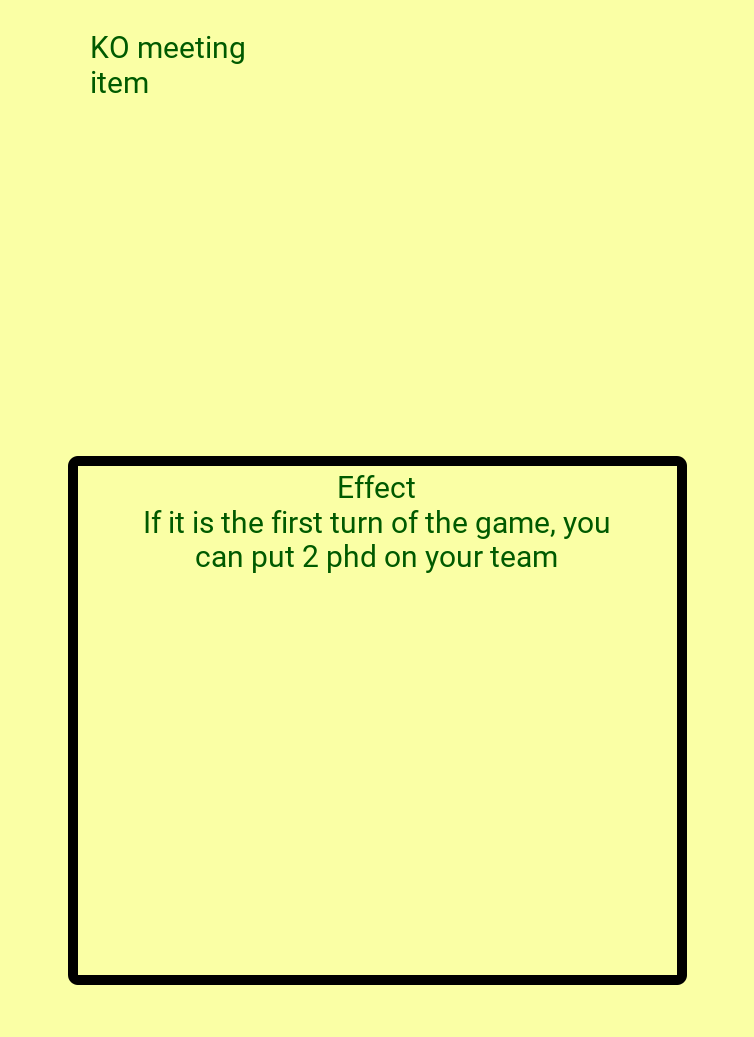 KO meeting
item
Effect
If it is the first turn of the game, you
can put 2 phd on your team